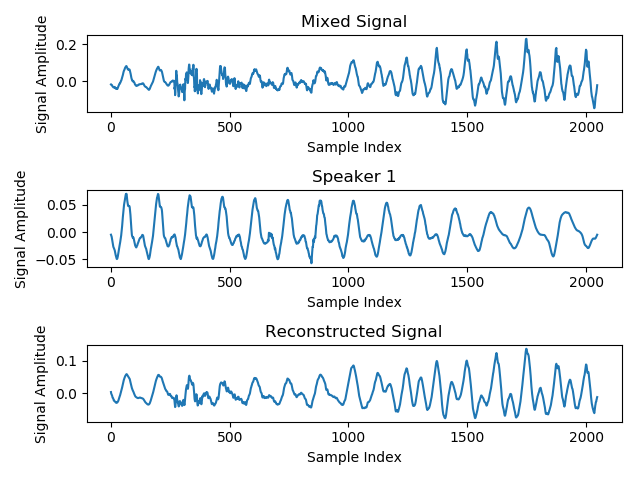 Mixed Signal
Signal Amplitude
0.2
0.0
0 500 1000 1500 2000
Sample Index
Speaker 1
Signal Amplitude
0.05
0.00
−0.05
0 500 1000 1500 2000
Sample Index
Reconstructed Signal
Signal Amplitude
0.1
0.0
0 500 1000 1500 2000
Sample Index